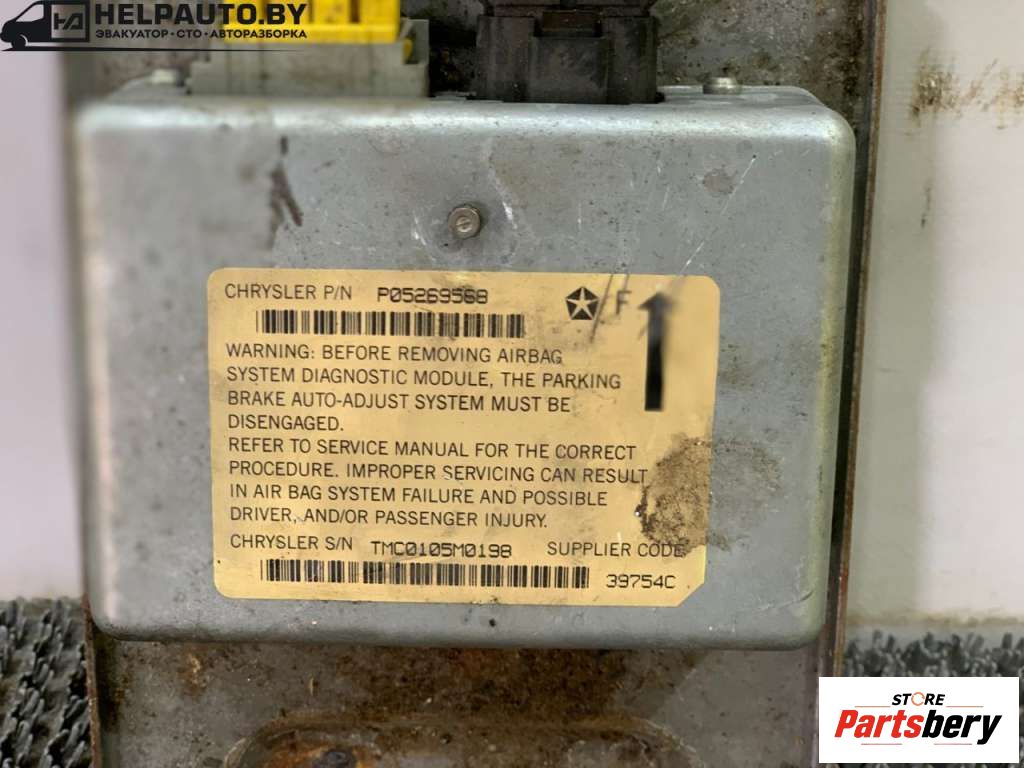 HELPAUTO.BY
ЭВАКУАТОР·СТО·АВТОРАЗБОРКА
CHRYSLER P/N P05269568
F
WARNING: BEFORE REMOVING AIRBAG
SYSTEM DIAGNOSTIC MODULE, THE PARKING
BRAKE AUTO-ADJUST SYSTEM MUST BE
DISENGAGED.
REFER TO SERVICE MANUAL FOR THE CORRECT
PROCEDURE. IMPROPER SERVICING CAN RESULT
IN AIR BAG SYSTEM FAILURE AND POSSIBLE
DRIVER, AND/OR PASSENGER INJURY.
CHRYSLER S/N TMC0105M0198 SUPPLIER CODE
39754C
STORE
Partsbery